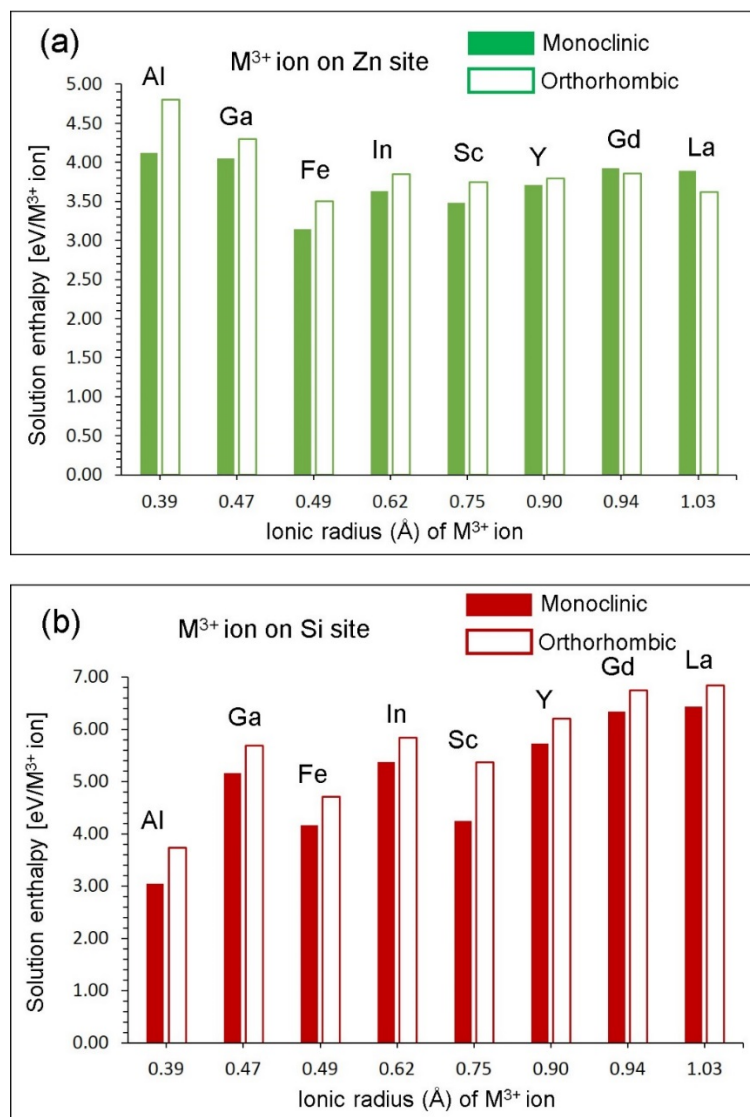 (a)
M³⁺ ion on Zn site
Monoclinic
Orthorhombic
Solution enthalpy [eV/M³⁺ ion]
5.00
4.50
4.00
3.50
3.00
2.50
2.00
1.50
1.00
0.50
0.00
Al
Ga
Fe
In
Sc
Y
Gd
La
0.39 0.47 0.49 0.62 0.75 0.90 0.94 1.03
Ionic radius (Å) of M³⁺ ion
(b)
M³⁺ ion on Si site
Monoclinic
Orthorhombic
Solution enthalpy [eV/M³⁺ ion]
7.00
6.00
5.00
4.00
3.00
2.00
1.00
0.00
Al
Ga
Fe
In
Sc
Y
Gd
La
0.39 0.47 0.49 0.62 0.75 0.90 0.94 1.03
Ionic radius (Å) of M³⁺ ion